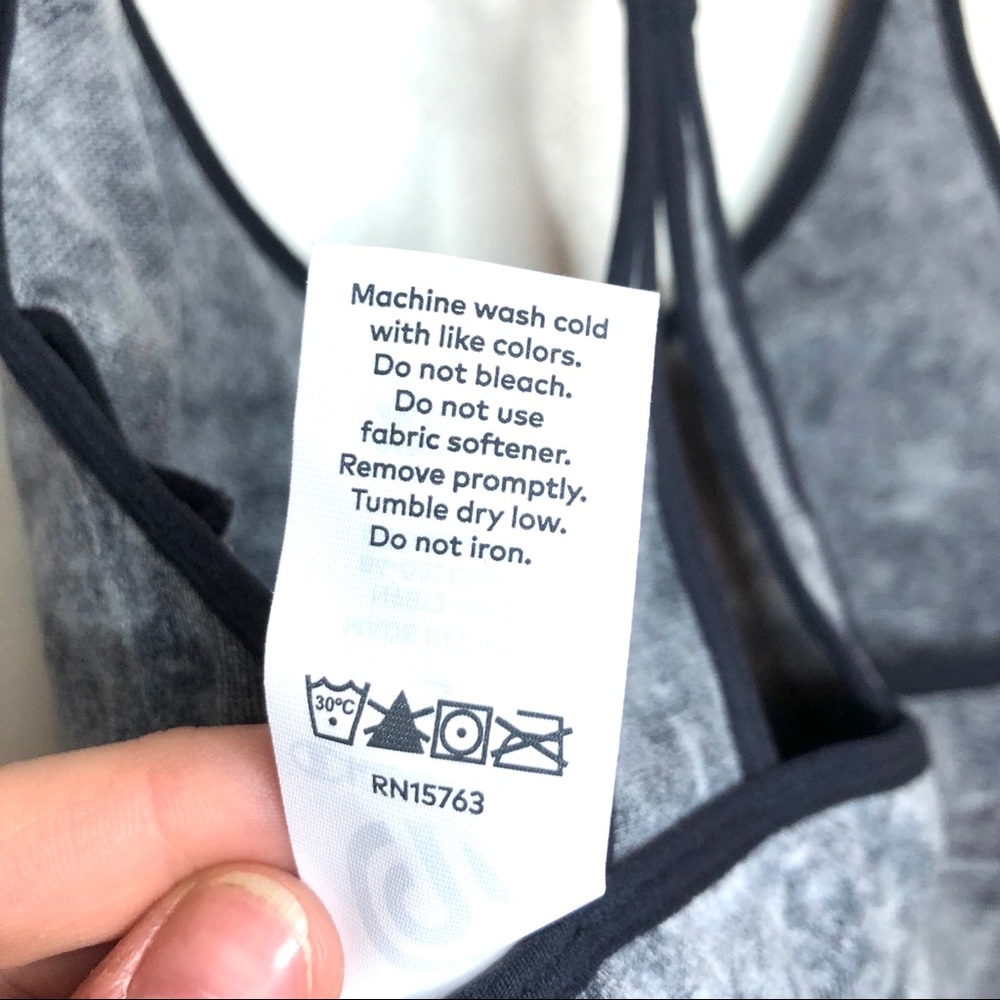 Machine wash cold
with like colors.
Do not bleach.
Do not use
fabric softener.
Remove promptly.
Tumble dry low.
Do not iron.
30°C
RN15763